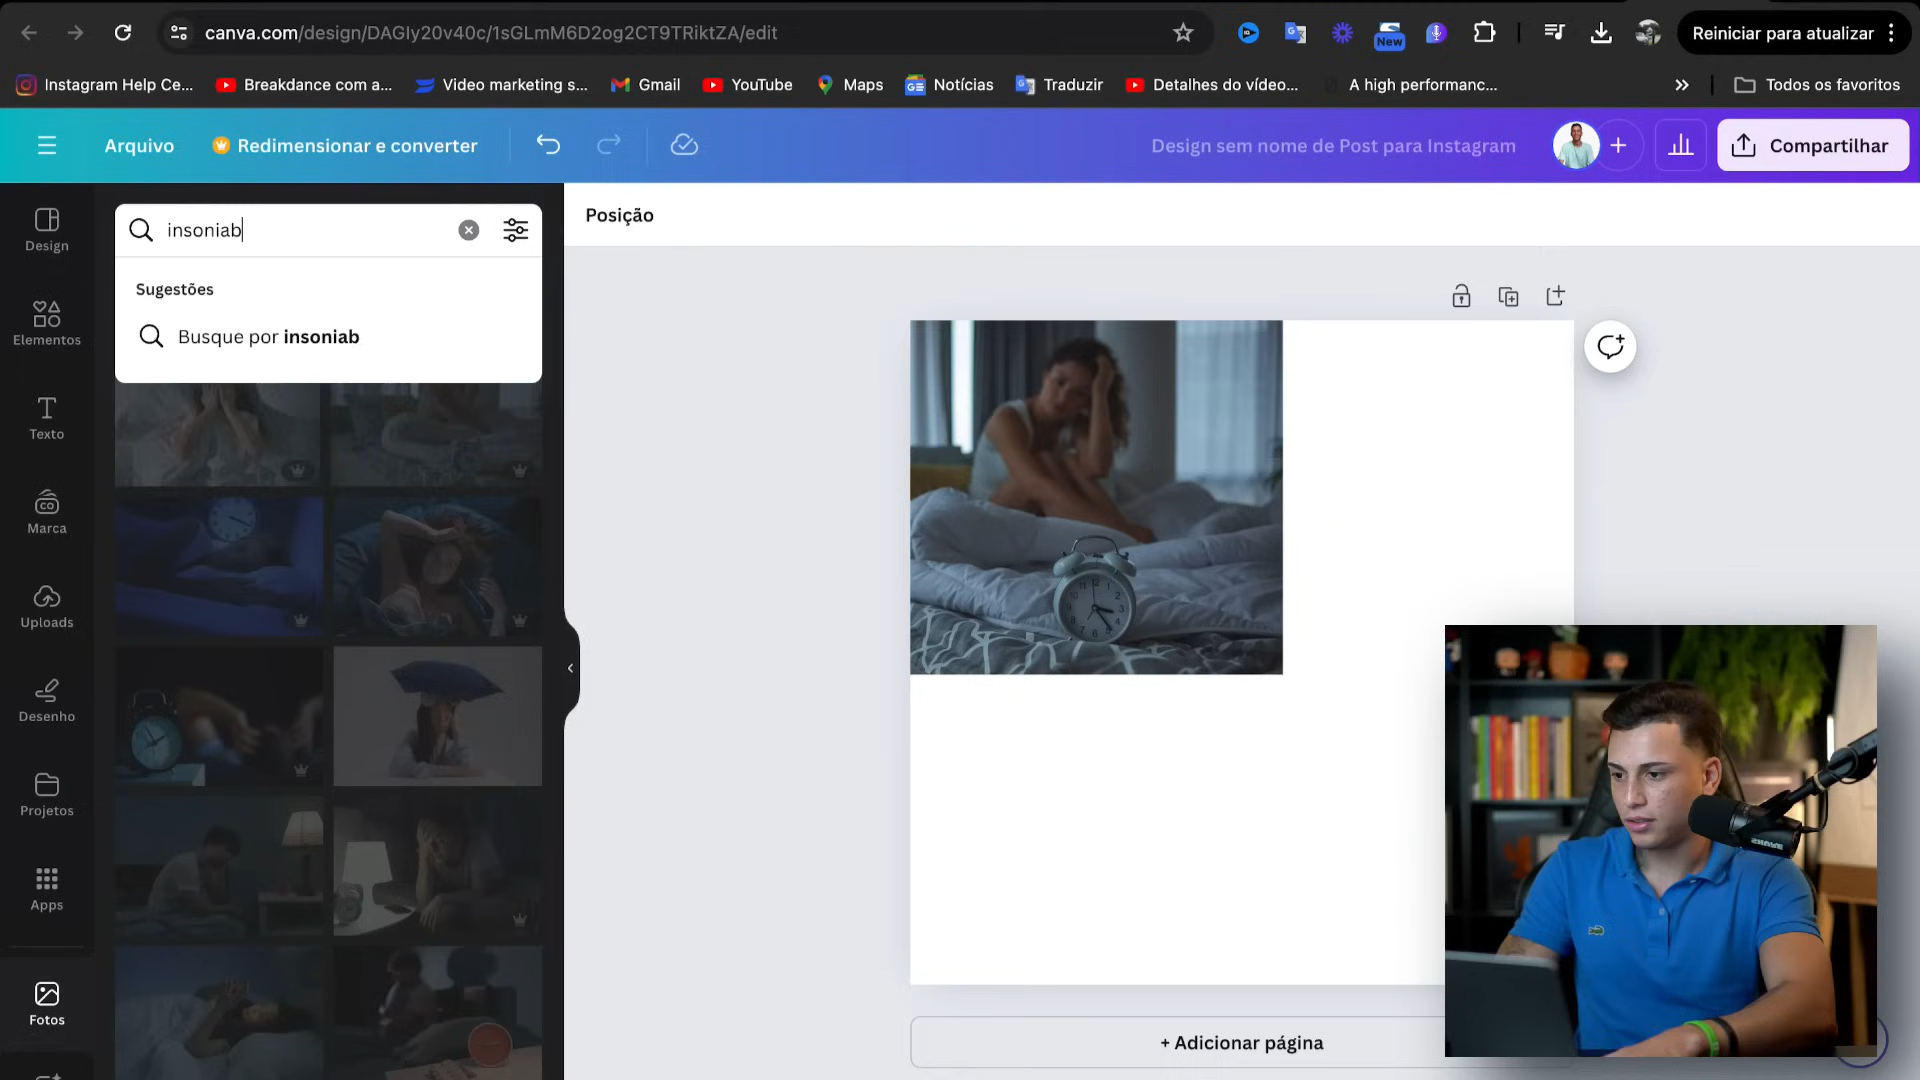 canva.com/design/DAGIy20v40c/1sGLmM6D2og2CT9TRiktZA/edit
New
Reiniciar para atualizar
Instagram Help Ce...
Breakdance com a...
Video marketing s...
Gmail
YouTube
Maps
Notícias
Traduzir
Detalhes do vídeo...
A high performanc...
Todos os favoritos
Arquivo
Redimensionar e converter
Design sem nome de Post para Instagram
Compartilhar
Design
Elementos
Texto
Marca
Uploads
Desenho
Projetos
Apps
Fotos
insoniab
Sugestões
Busque por insoniab
Posição
+ Adicionar página